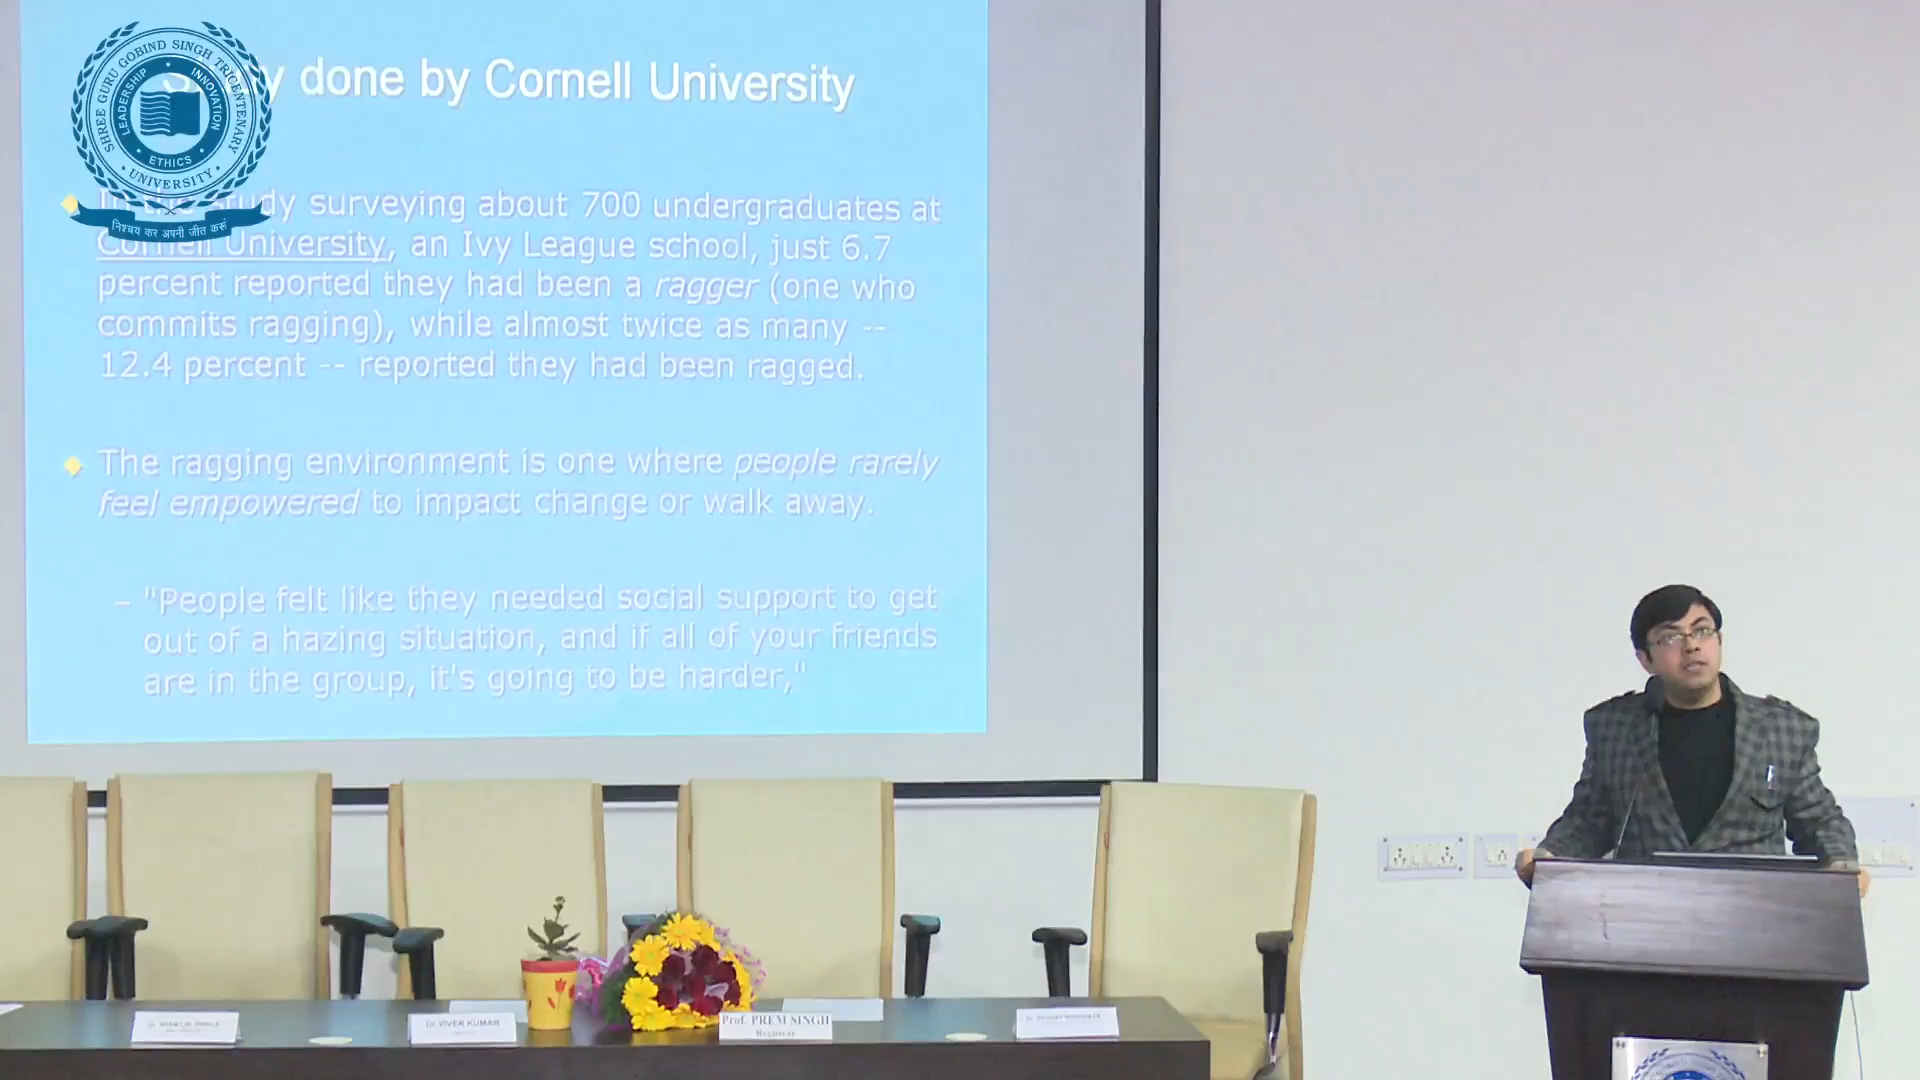 SHREE GURU GOBIND SINGH TRICENTENARY
UNIVERSITY
LEADERSHIP
INNOVATION
ETHICS
निश्चय कर अपनी जीत करूं
done by Cornell University
In the study surveying about 700 undergraduates at
Cornell University, an Ivy League school, just 6.7
percent reported they had been a ragger (one who
commits ragging), while almost twice as many --
12.4 percent -- reported they had been ragged.
The ragging environment is one where people rarely
feel empowered to impact change or walk away.
– "People felt like they needed social support to get
out of a hazing situation, and if all of your friends
are in the group, it's going to be harder,"
Dr. VIVEK KUMAR
Prof. PREM SINGH
Registrar